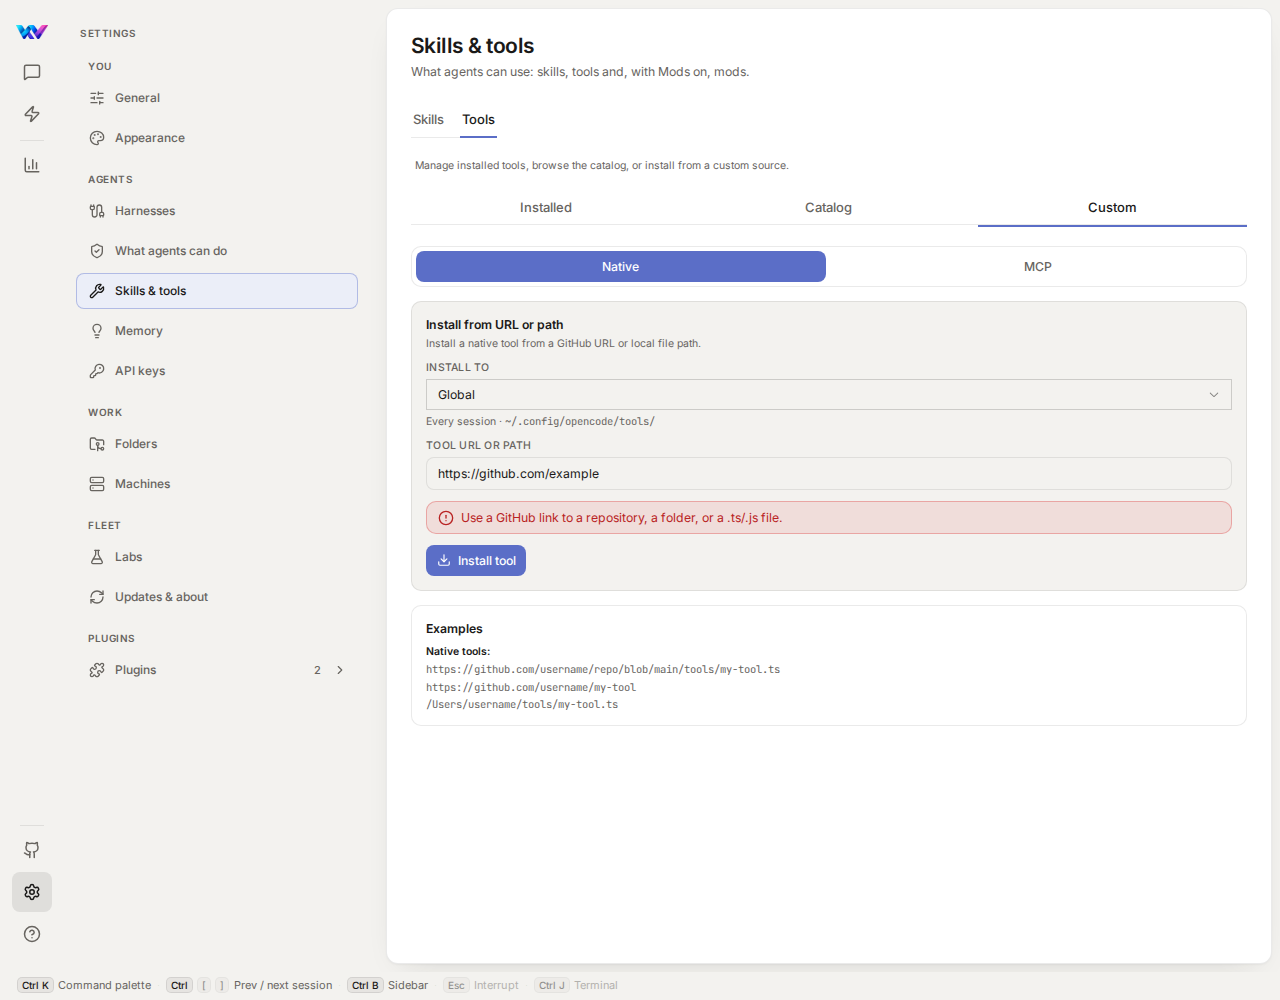 SETTINGS
YOU
General
Appearance
AGENTS
Harnesses
What agents can do
Skills & tools
Memory
API keys
WORK
Folders
Machines
FLEET
Labs
Updates & about
PLUGINS
Plugins 2
Skills & tools
What agents can use: skills, tools and, with Mods on, mods.
Skills Tools
Manage installed tools, browse the catalog, or install from a custom source.
Installed Catalog Custom
Native MCP
Install from URL or path
Install a native tool from a GitHub URL or local file path.
INSTALL TO
Global
Every session · ~/.config/opencode/tools/
TOOL URL OR PATH
https://github.com/example
Use a GitHub link to a repository, a folder, or a .ts/.js file.
Install tool
Examples
Native tools:
https://github.com/username/repo/blob/main/tools/my-tool.ts
https://github.com/username/my-tool
/Users/username/tools/my-tool.ts
Ctrl K Command palette Ctrl [ ] Prev / next session Ctrl B Sidebar Esc Interrupt Ctrl J Terminal